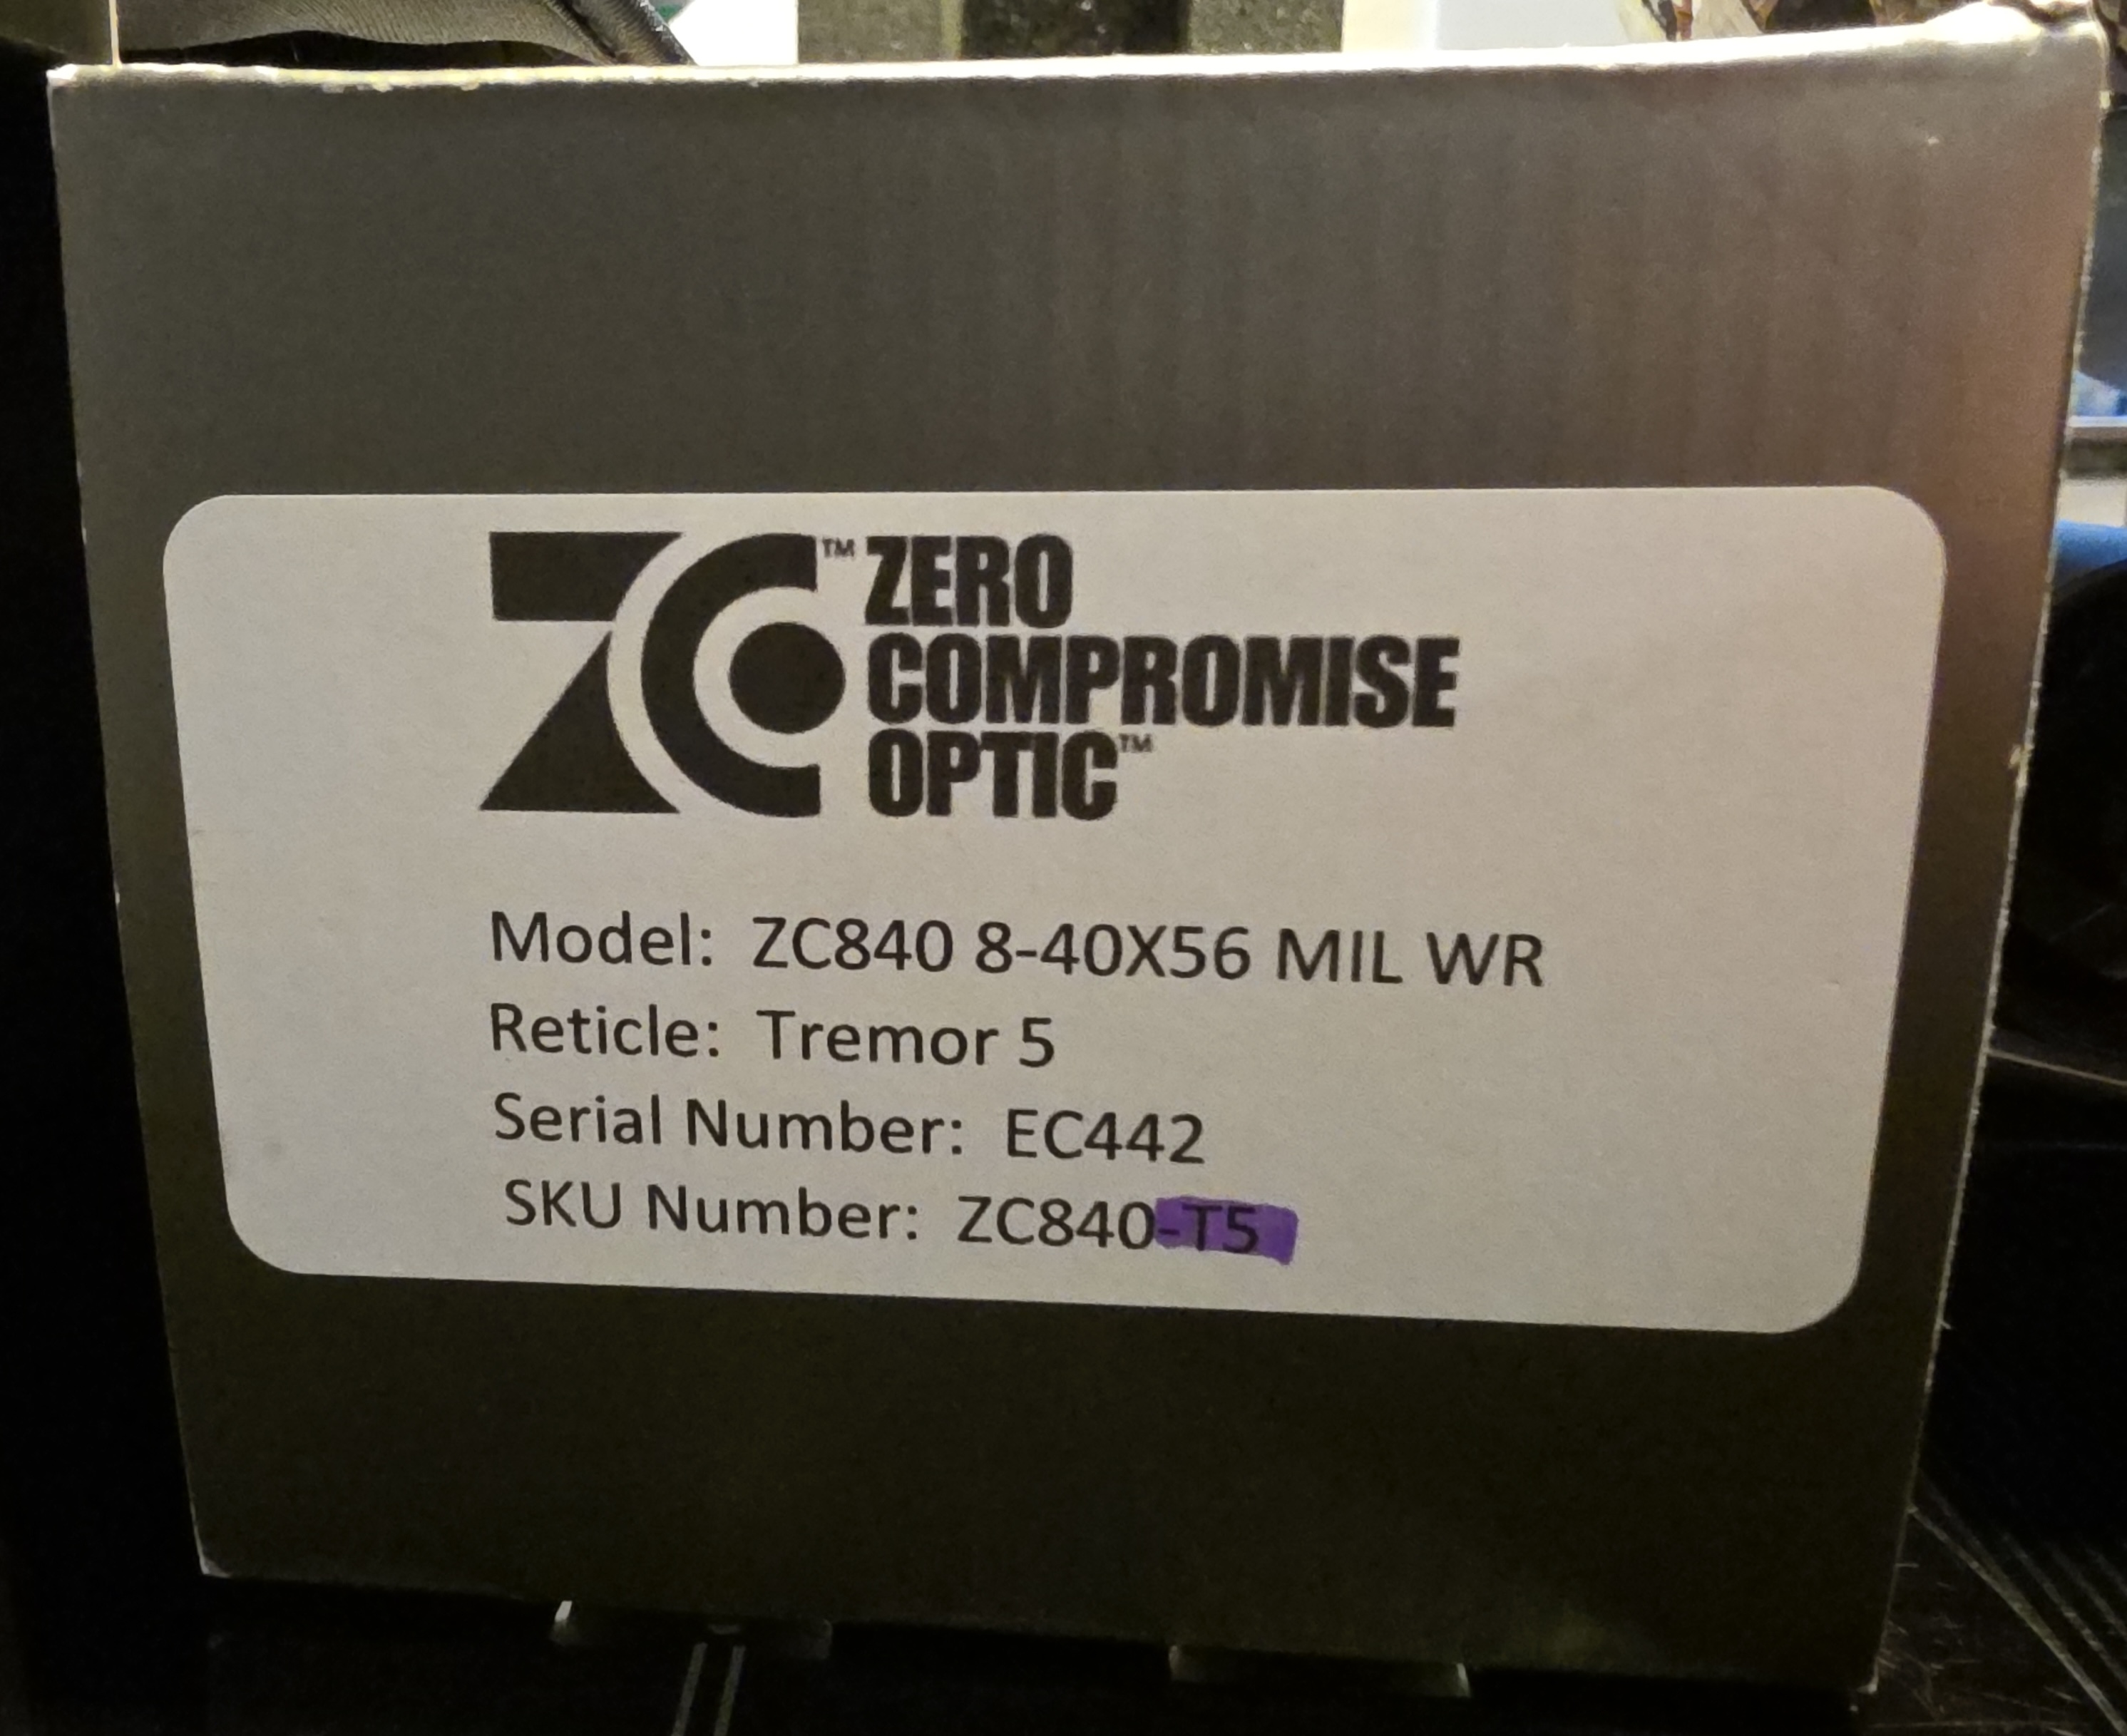 ZC™ ZERO
COMPROMISE
OPTIC™
Model: ZC840 8-40X56 MIL WR
Reticle: Tremor 5
Serial Number: EC442
SKU Number: ZC840-T5